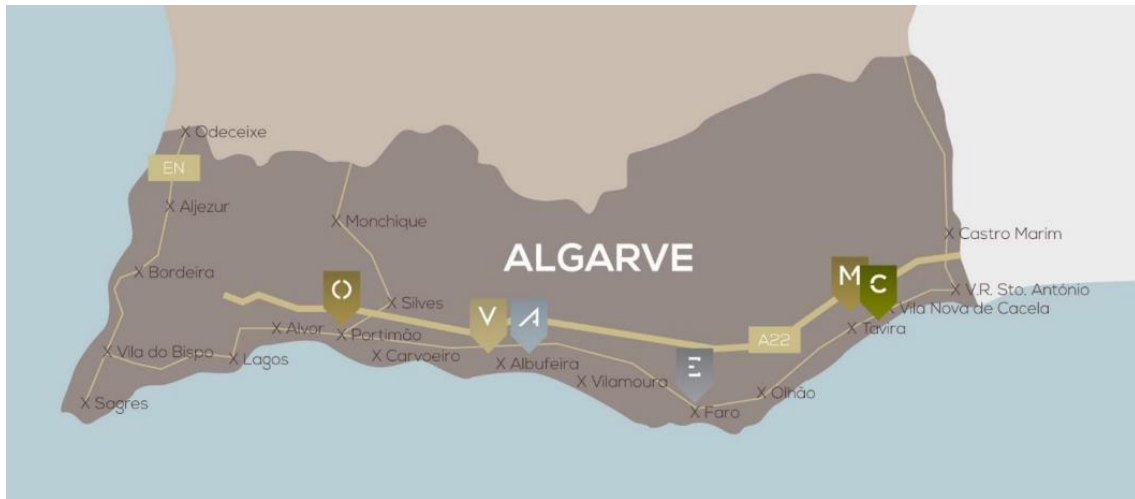 X Odeceixe
EN
X Aljezur
X Monchique
X Castro Marim
ALGARVE
X Bordeira
O
M
C
X Silves
X V.R. Sto. António
V
A
X Vila Nova de Cacela
X Alvor
X Portimão
X Tavira
A22
X Vila do Bispo
X Lagos
X Carvoeiro
X Albufeira
E
X Vilamoura
X Olhão
X Sagres
X Faro